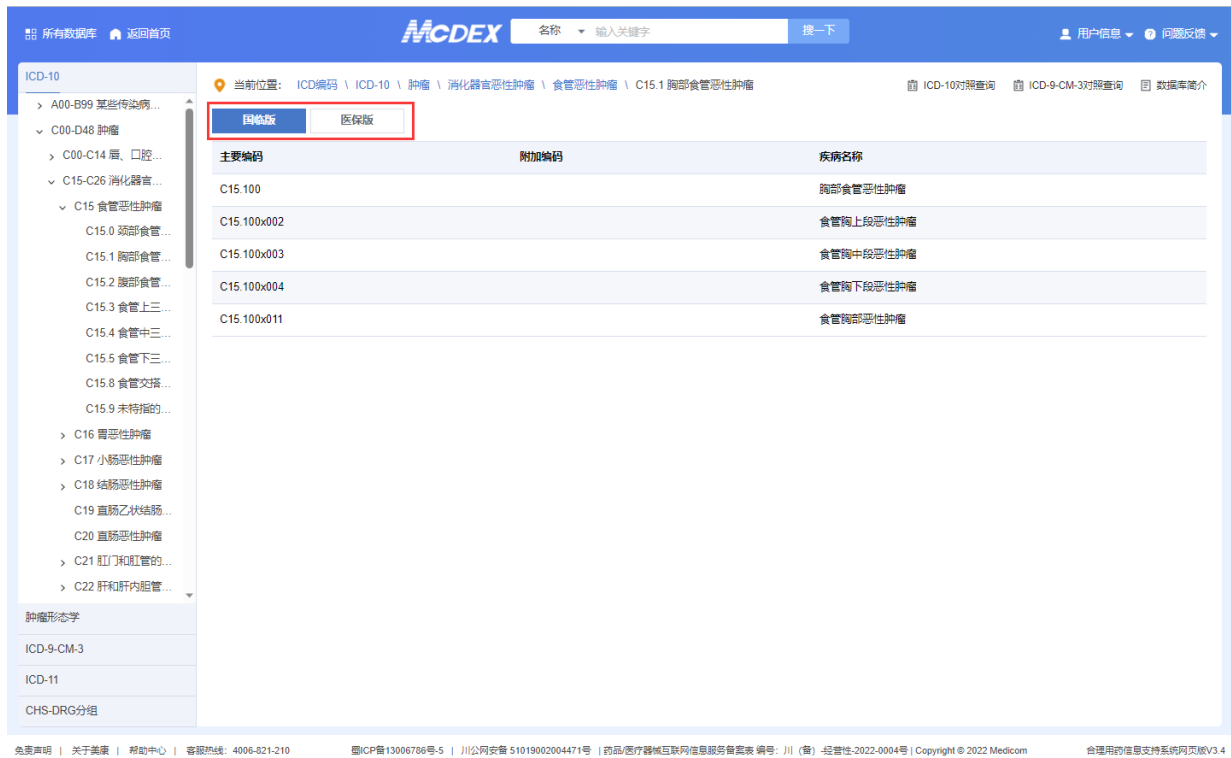 所有数据库 返回首页 MCDEX 名称 输入关键字 搜一下 用户信息 问题反馈
ICD-10
A00-B99 某些传染病...
C00-D48 肿瘤
C00-C14 唇、口腔...
C15-C26 消化器官...
C15 食管恶性肿瘤
C15.0 颈部食管...
C15.1 胸部食管...
C15.2 腹部食管...
C15.3 食管上三...
C15.4 食管中三...
C15.5 食管下三...
C15.8 食管交搭...
C15.9 未特指的...
C16 胃恶性肿瘤
C17 小肠恶性肿瘤
C18 结肠恶性肿瘤
C19 直肠乙状结肠...
C20 直肠恶性肿瘤
C21 肛门和肛管的...
C22 肝和肝内胆管...
肿瘤形态学
ICD-9-CM-3
ICD-11
CHS-DRG分组
当前位置: ICD编码 \ ICD-10 \ 肿瘤 \ 消化器官恶性肿瘤 \ 食管恶性肿瘤 \ C15.1 胸部食管恶性肿瘤 ICD-10对照查询 ICD-9-CM-3对照查询 数据库简介
国临版 医保版
主要编码 附加编码 疾病名称
C15.100 胸部食管恶性肿瘤
C15.100x002 食管胸上段恶性肿瘤
C15.100x003 食管胸中段恶性肿瘤
C15.100x004 食管胸下段恶性肿瘤
C15.100x011 食管胸部恶性肿瘤
免责声明 | 关于美康 | 帮助中心 | 客服热线: 4006-821-210 蜀ICP备13006786号-5 | 川公网安备 51019002004471号 | 药品/医疗器械互联网信息服务备案表 编号: 川 (备) -经营性-2022-0004号 | Copyright © 2022 Medicom 合理用药信息支持系统网页版V3.4